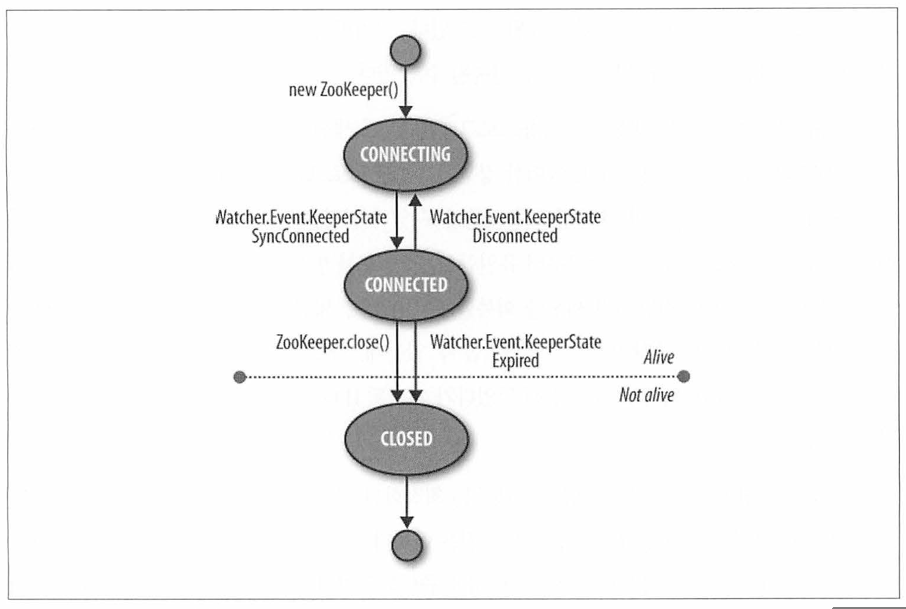 new ZooKeeper()
CONNECTING
Watcher.Event.KeeperState
SyncConnected
Watcher.Event.KeeperState
Disconnected
CONNECTED
ZooKeeper.close()
Watcher.Event.KeeperState
Expired
Alive
Not alive
CLOSED